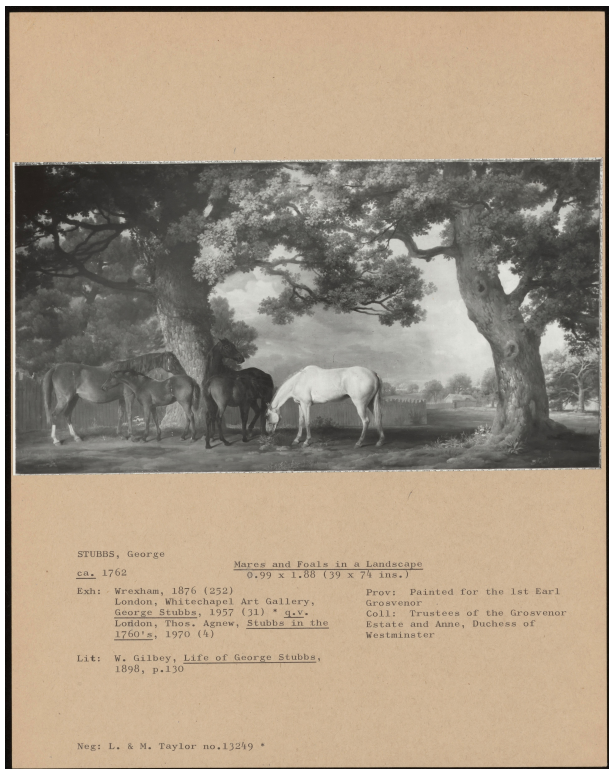 STUBBS, George
Mares and Foals in a Landscape
ca. 1762
0.99 x 1.88 (39 x 74 ins.)
Exh: Wrexham, 1876 (252)
London, Whitechapel Art Gallery,
George Stubbs, 1957 (31) * q.v.
London, Thos. Agnew, Stubbs in the
1760's, 1970 (4)
Lit: W. Gilbey, Life of George Stubbs,
1898, p.130
Prov: Painted for the 1st Earl
Grosvenor
Coll: Trustees of the Grosvenor
Estate and Anne, Duchess of
Westminster
Neg: L. & M. Taylor no.13249 *